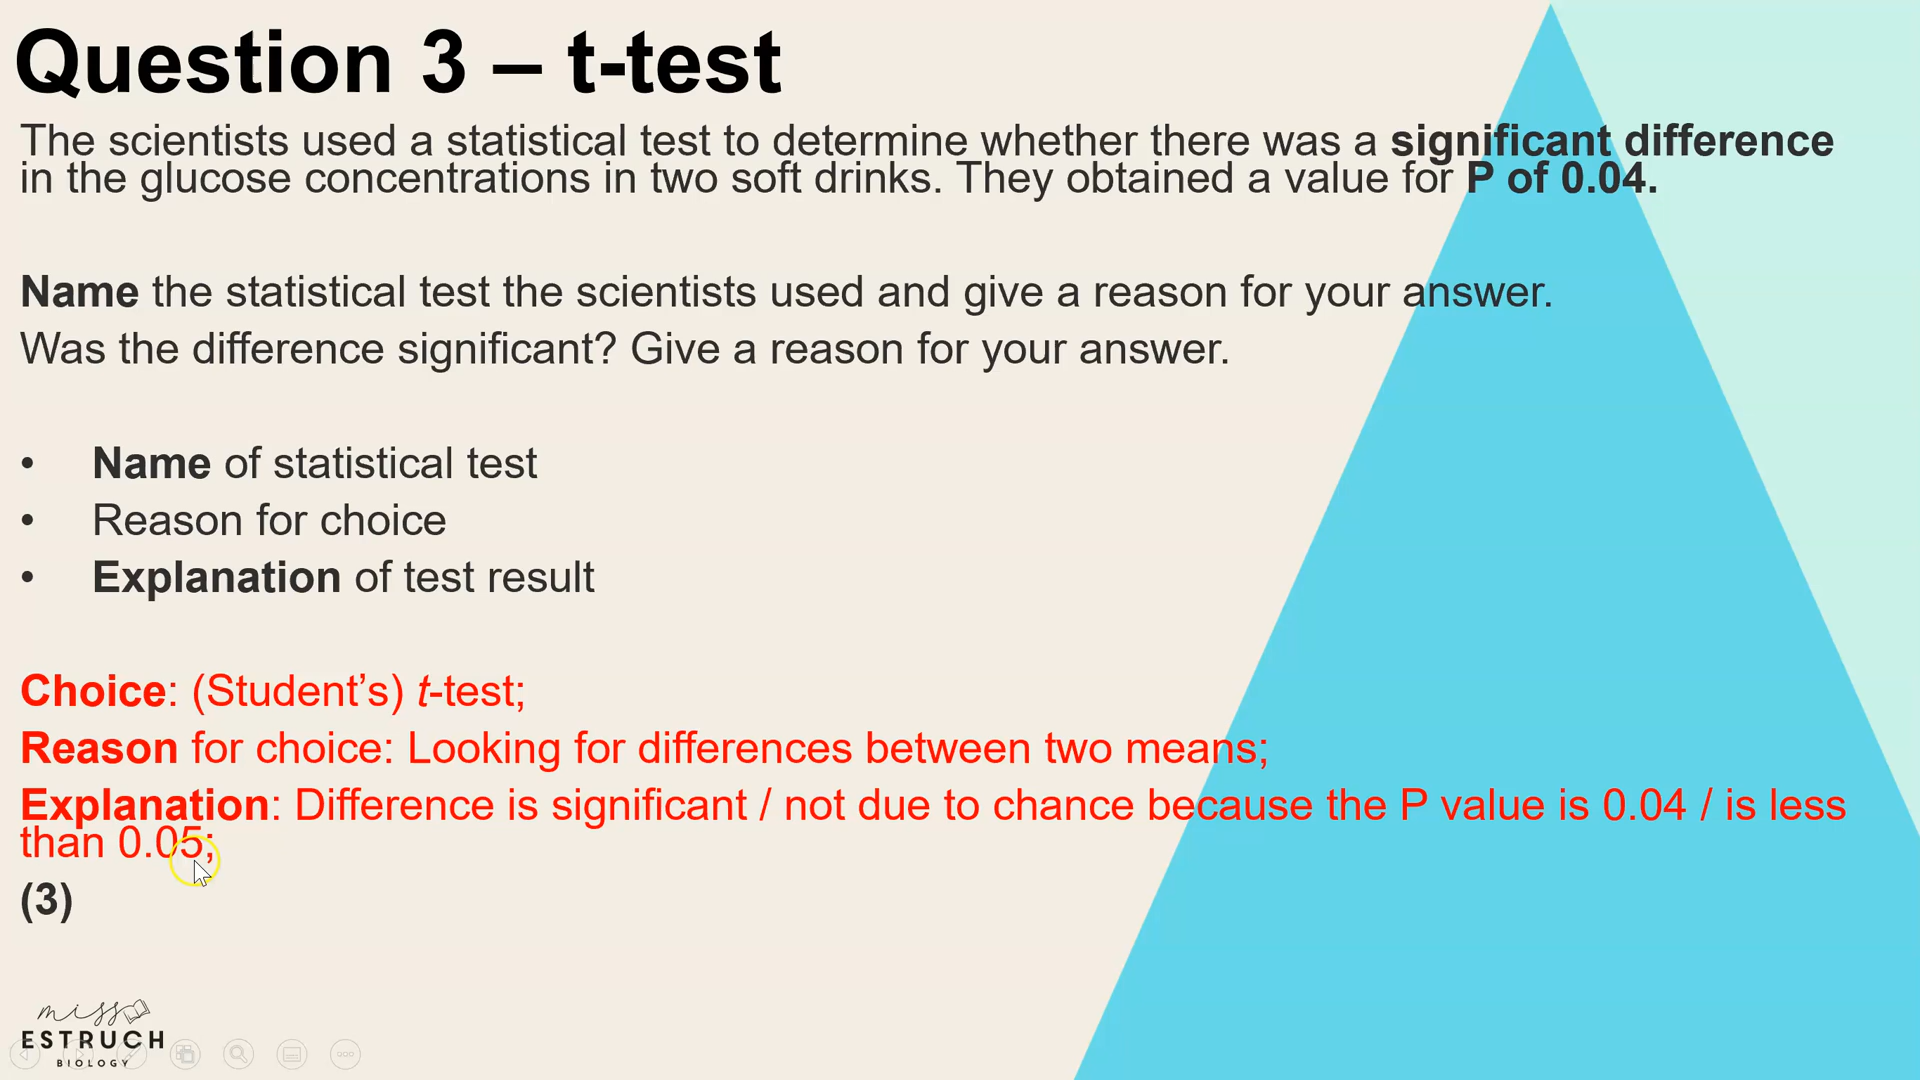 Question 3 – t-test
The scientists used a statistical test to determine whether there was a significant difference
in the glucose concentrations in two soft drinks. They obtained a value for P of 0.04.
Name the statistical test the scientists used and give a reason for your answer.
Was the difference significant? Give a reason for your answer.
• Name of statistical test
• Reason for choice
• Explanation of test result
Choice: (Student’s) t-test;
Reason for choice: Looking for differences between two means;
Explanation: Difference is significant / not due to chance because the P value is 0.04 / is less
than 0.05;
(3)
miss
ESTRUCH
BIOLOGY